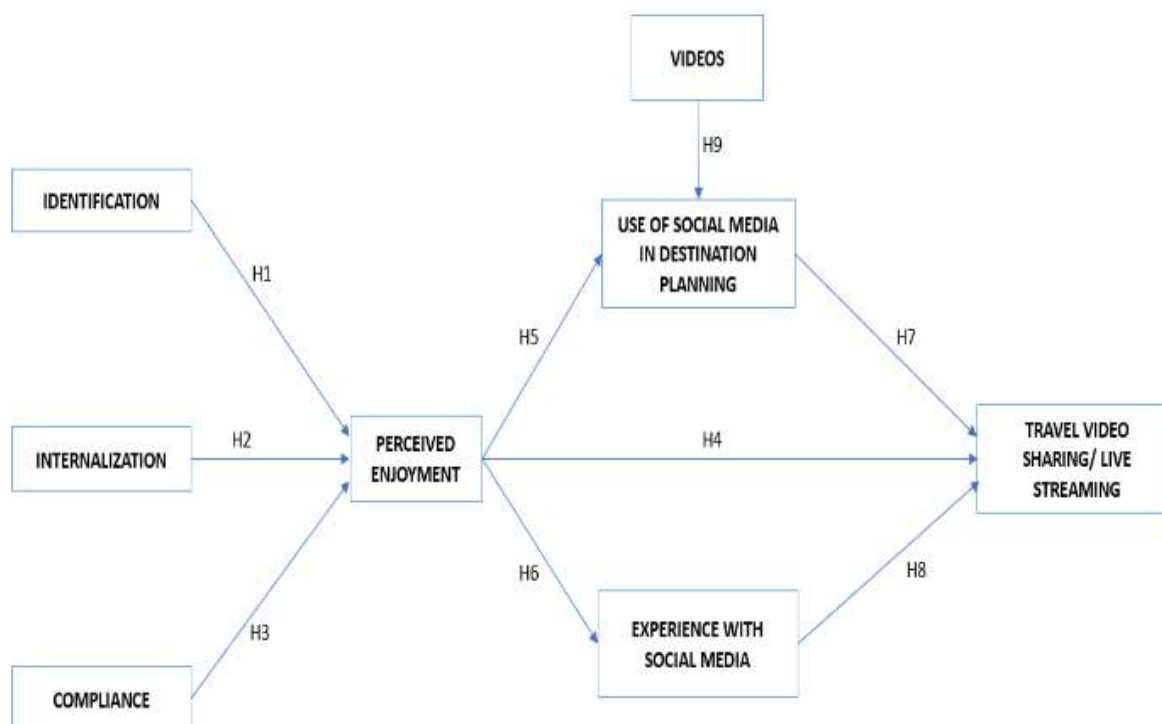 VIDEOS
H9
IDENTIFICATION
USE OF SOCIAL MEDIA
IN DESTINATION
PLANNING
H1
H5
H7
INTERNALIZATION
H2
PERCEIVED
ENJOYMENT
H4
TRAVEL VIDEO
SHARING/ LIVE
STREAMING
H6
H8
H3
EXPERIENCE WITH
SOCIAL MEDIA
COMPLIANCE